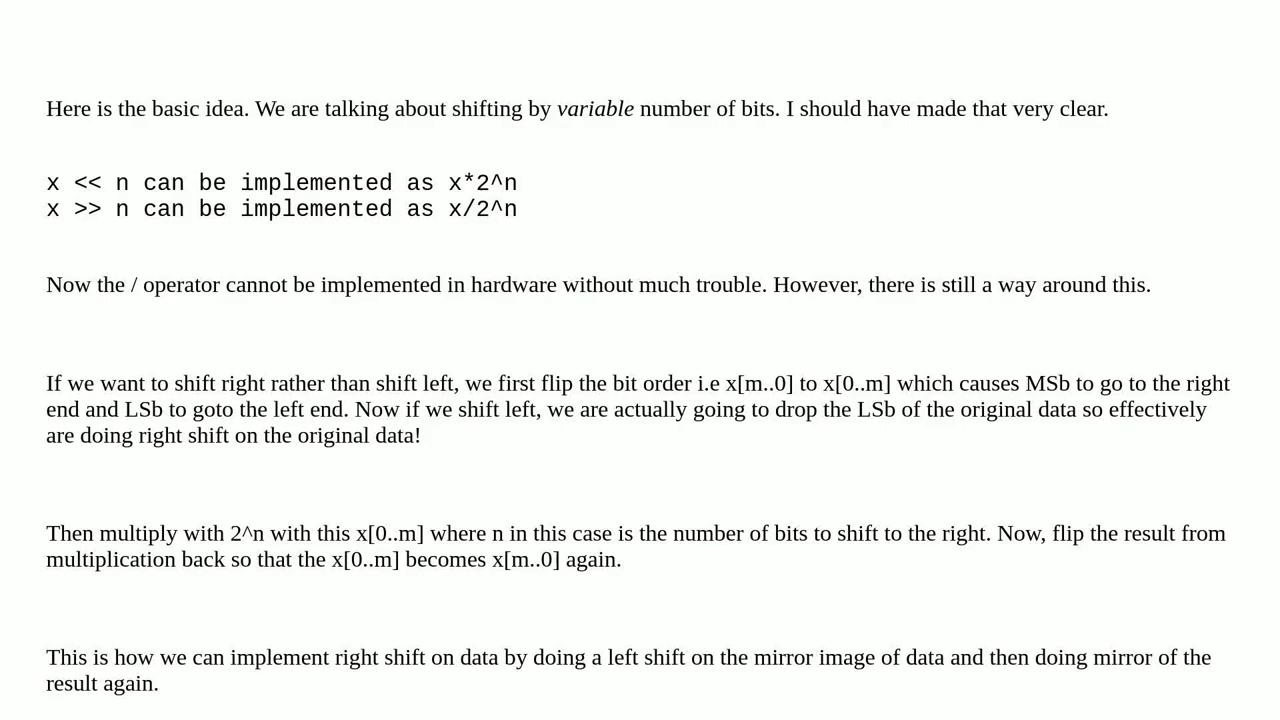 Here is the basic idea. We are talking about shifting by variable number of bits. I should have made that very clear.
x << n can be implemented as x*2^n
x >> n can be implemented as x/2^n
Now the / operator cannot be implemented in hardware without much trouble. However, there is still a way around this.
If we want to shift right rather than shift left, we first flip the bit order i.e x[m..0] to x[0..m] which causes MSb to go to the right
end and LSb to goto the left end. Now if we shift left, we are actually going to drop the LSb of the original data so effectively
are doing right shift on the original data!
Then multiply with 2^n with this x[0..m] where n in this case is the number of bits to shift to the right. Now, flip the result from
multiplication back so that the x[0..m] becomes x[m..0] again.
This is how we can implement right shift on data by doing a left shift on the mirror image of data and then doing mirror of the
result again.